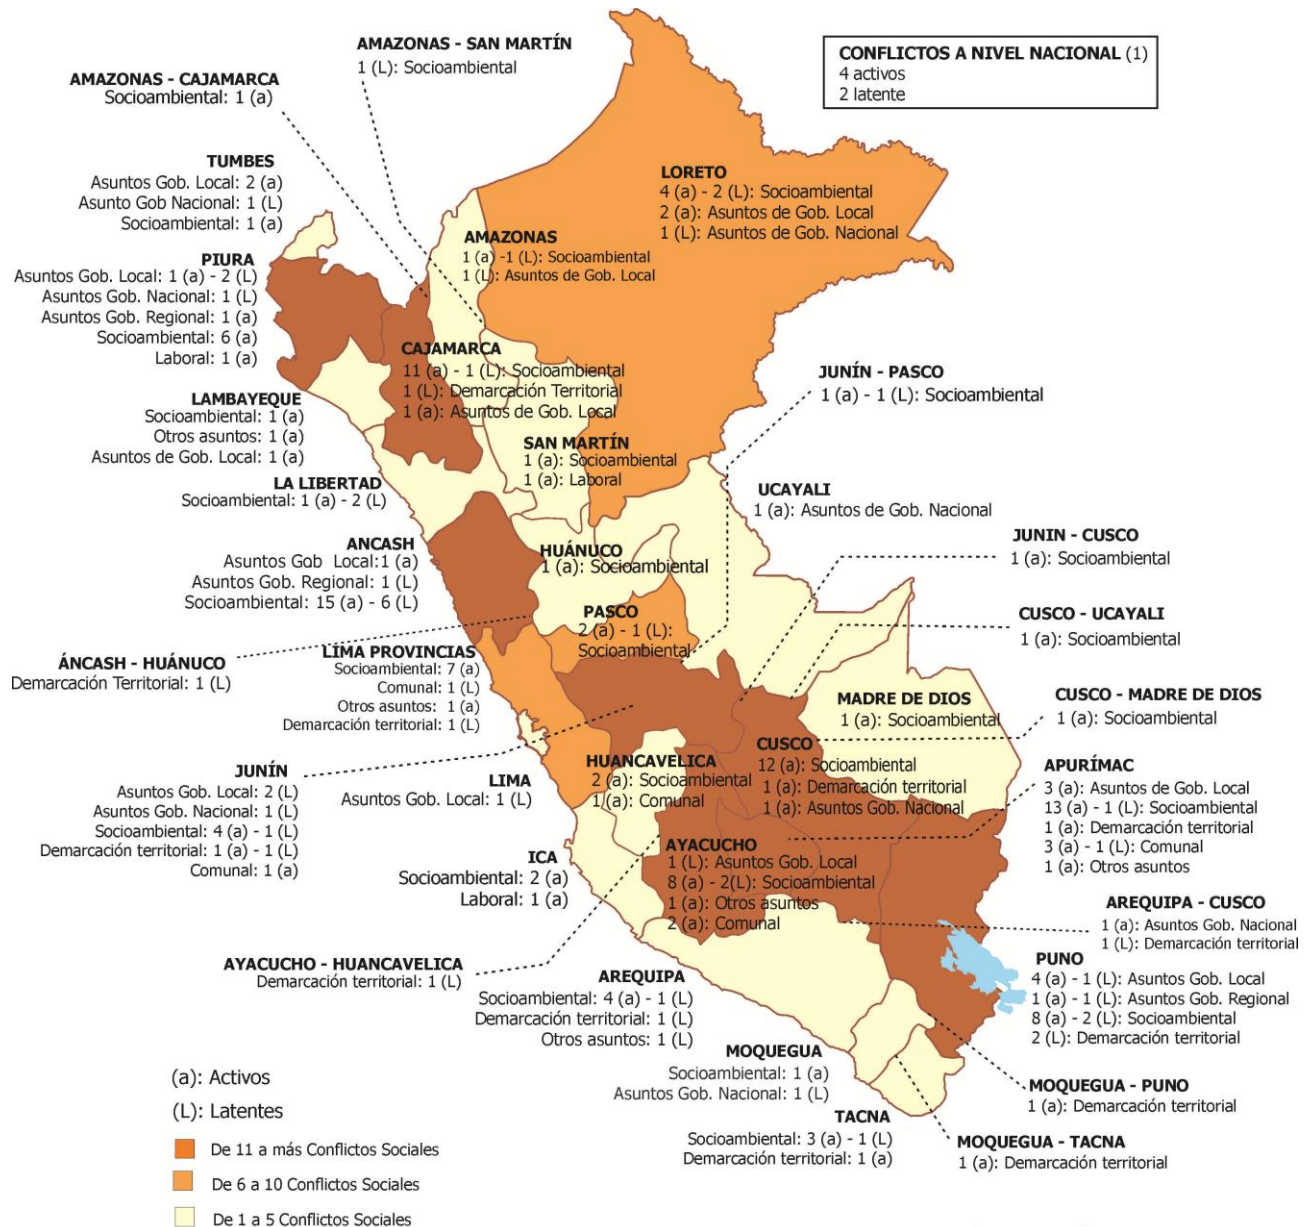 AMAZONAS - SAN MARTÍN
1 (L): Socioambiental
CONFLICTOS A NIVEL NACIONAL (1)
4 activos
2 latente
AMAZONAS - CAJAMARCA
Socioambiental: 1 (a)
TUMBES
Asuntos Gob. Local: 2 (a)
Asunto Gob Nacional: 1 (L)
Socioambiental: 1 (a)
LORETO
4 (a) - 2 (L): Socioambiental
2 (a): Asuntos de Gob. Local
1 (L): Asuntos de Gob. Nacional
AMAZONAS
1 (a) -1 (L): Socioambiental
1 (L): Asuntos de Gob. Local
PIURA
Asuntos Gob. Local: 1 (a) - 2 (L)
Asuntos Gob. Nacional: 1 (L)
Asuntos Gob. Regional: 1 (a)
Socioambiental: 6 (a)
Laboral: 1 (a)
CAJAMARCA
11 (a) - 1 (L): Socioambiental
1 (L): Demarcación Territorial
1 (a): Asuntos de Gob. Local
JUNÍN - PASCO
1 (a) - 1 (L): Socioambiental
LAMBAYEQUE
Socioambiental: 1 (a)
Otros asuntos: 1 (a)
Asuntos de Gob. Local: 1 (a)
SAN MARTÍN
1 (a): Socioambiental
1 (a): Laboral
LA LIBERTAD
Socioambiental: 1 (a) - 2 (L)
UCAYALI
1 (a): Asuntos de Gob. Nacional
ANCASH
Asuntos Gob  Local:1 (a)
Asuntos Gob. Regional: 1 (L)
Socioambiental: 15 (a) - 6 (L)
HUÁNUCO
1 (a): Socioambiental
JUNIN - CUSCO
1 (a): Socioambiental
PASCO
2 (a) - 1 (L):
Socioambiental
CUSCO - UCAYALI
1 (a): Socioambiental
ÁNCASH - HUÁNUCO
Demarcación Territorial: 1 (L)
LIMA PROVINCIAS
Socioambiental: 7 (a)
Comunal: 1 (L)
Otros asuntos: 1 (a)
Demarcación territorial: 1 (L)
MADRE DE DIOS
1 (a): Socioambiental
CUSCO - MADRE DE DIOS
1 (a): Socioambiental
JUNÍN
Asuntos Gob. Local: 2 (L)
Asuntos Gob. Nacional: 1 (L)
Socioambiental: 4 (a) - 1 (L)
Demarcación territorial: 1 (a) - 1 (L)
Comunal: 1 (a)
LIMA
Asuntos Gob. Local: 1 (L)
HUANCAVELICA
2 (a): Socioambiental
1 (a): Comunal
CUSCO
12 (a): Socioambiental
1 (a): Demarcación territorial
1 (a): Asuntos Gob. Nacional
APURÍMAC
3 (a): Asuntos de Gob. Local
13 (a) - 1 (L): Socioambiental
1 (a): Demarcación territorial
3 (a) - 1 (L): Comunal
1 (a): Otros asuntos
ICA
Socioambiental: 2 (a)
Laboral: 1 (a)
AYACUCHO
1 (L): Asuntos Gob. Local
8 (a) - 2(L): Socioambiental
1 (a): Otros asuntos
2 (a): Comunal
AREQUIPA - CUSCO
1 (a): Asuntos Gob. Nacional
1 (L): Demarcación territorial
AYACUCHO - HUANCAVELICA
Demarcación territorial: 1 (L)
AREQUIPA
Socioambiental: 4 (a) - 1 (L)
Demarcación territorial: 1 (L)
Otros asuntos: 1 (L)
PUNO
4 (a) - 1 (L): Asuntos Gob. Local
1 (a) - 1 (L): Asuntos Gob. Regional
8 (a) - 2 (L): Socioambiental
2 (L): Demarcación territorial
MOQUEGUA
Socioambiental: 1 (a)
Asuntos Gob. Nacional: 1 (L)
MOQUEGUA - PUNO
1 (a): Demarcación territorial
TACNA
Socioambiental: 3 (a) - 1 (L)
Demarcación territorial: 1 (a)
MOQUEGUA - TACNA
1 (a): Demarcación territorial
(a): Activos
(L): Latentes
De 11 a más Conflictos Sociales
De 6 a 10 Conflictos Sociales
De 1 a 5 Conflictos Sociales